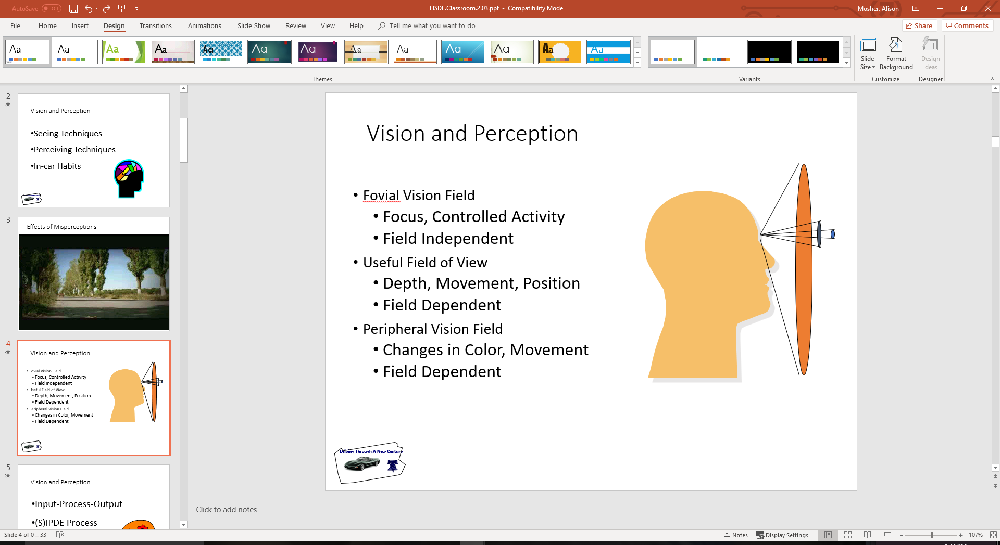 AutoSave Off
HSDE.Classroom.2.03.ppt - Compatibility Mode
Mosher, Alison
File Home Insert Design Transitions Animations Slide Show Review View Help Tell me what you want to do
Share Comments
Aa Aa Aa Aa Aa Aa Aa Aa Aa Aa Aa Aa Aa
Slide Size
Format Background
Design Ideas
Themes
Variants
Customize
Designer
2
Vision and Perception
•Seeing Techniques
•Perceiving Techniques
•In-car Habits
3
Effects of Misperceptions
4
Vision and Perception
• Fovial Vision Field
• Focus, Controlled Activity
• Field Independent
• Useful Field of View
• Depth, Movement, Position
• Field Dependent
• Peripheral Vision Field
• Changes in Color, Movement
• Field Dependent
5
Vision and Perception
•Input-Process-Output
•(S)IPDE Process
Vision and Perception
• Fovial Vision Field
• Focus, Controlled Activity
• Field Independent
• Useful Field of View
• Depth, Movement, Position
• Field Dependent
• Peripheral Vision Field
• Changes in Color, Movement
• Field Dependent
Driving Through A New Century
Click to add notes
Slide 4 of 0 .. 33
Notes
Display Settings
107%